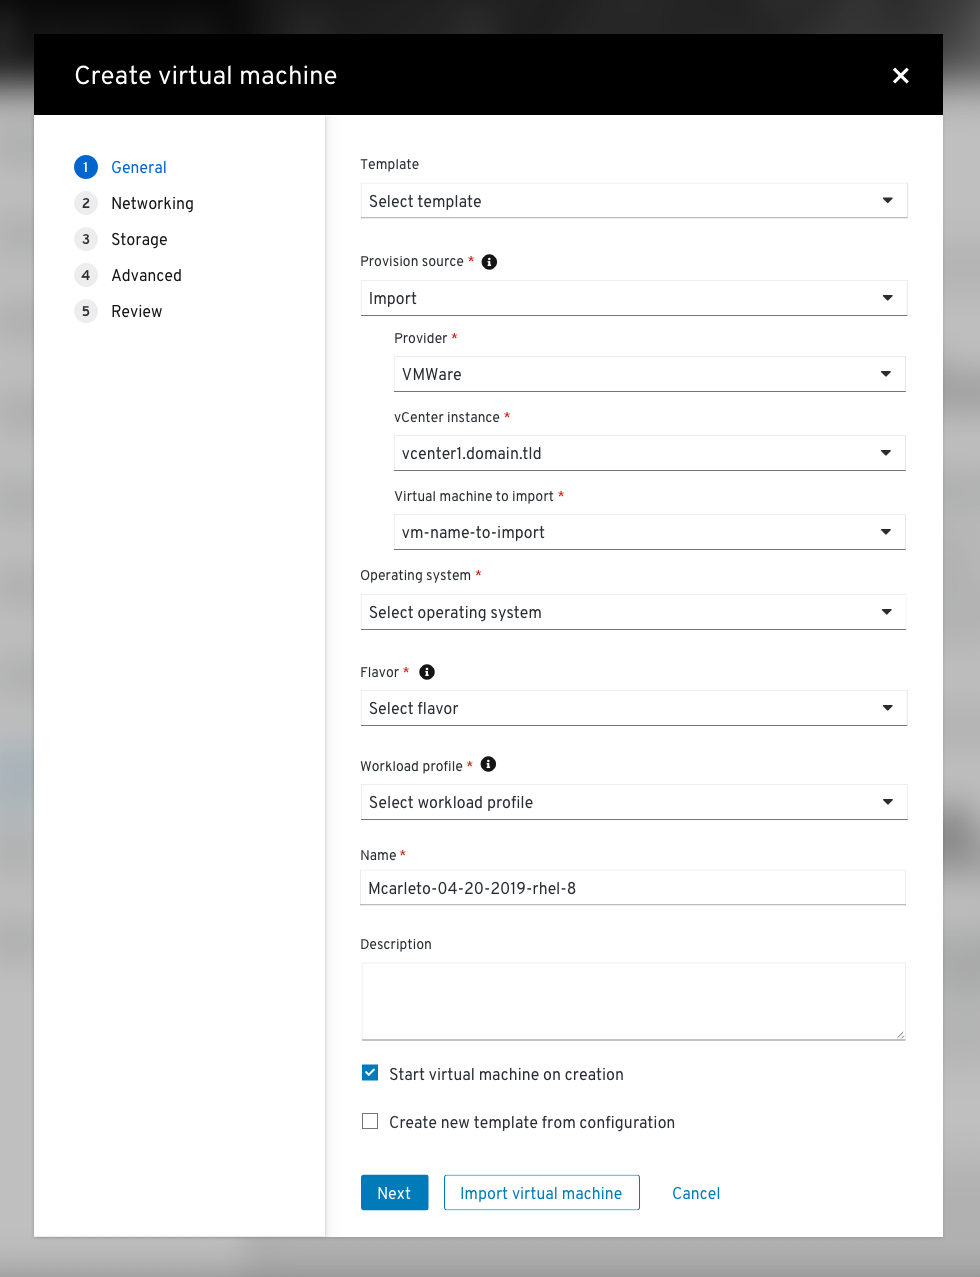 Create virtual machine
1 General
2 Networking
3 Storage
4 Advanced
5 Review
Template
Select template
Provision source *
Import
Provider *
VMWare
vCenter instance *
vcenter1.domain.tld
Virtual machine to import *
vm-name-to-import
Operating system *
Select operating system
Flavor *
Select flavor
Workload profile *
Select workload profile
Name *
Mcarleto-04-20-2019-rhel-8
Description
Start virtual machine on creation
Create new template from configuration
Next Import virtual machine Cancel